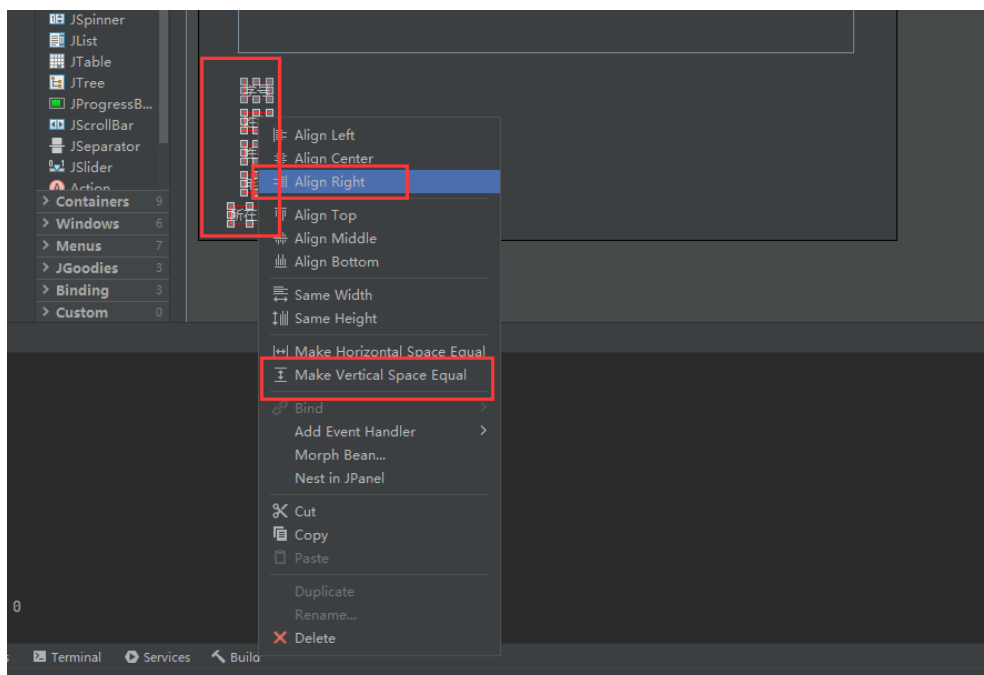 JSpinner
JList
JTable
JTree
JProgressB...
JScrollBar
JSeparator
JSlider
Action
Containers 9
Windows 6
Menus 7
JGoodies 3
Binding 3
Custom 0
所在
Align Left
Align Center
Align Right
Align Top
Align Middle
Align Bottom
Same Width
Same Height
Make Horizontal Space Equal
Make Vertical Space Equal
Bind
Add Event Handler
Morph Bean...
Nest in JPanel
Cut
Copy
Paste
Duplicate
Rename...
Delete
0
Terminal Services Build